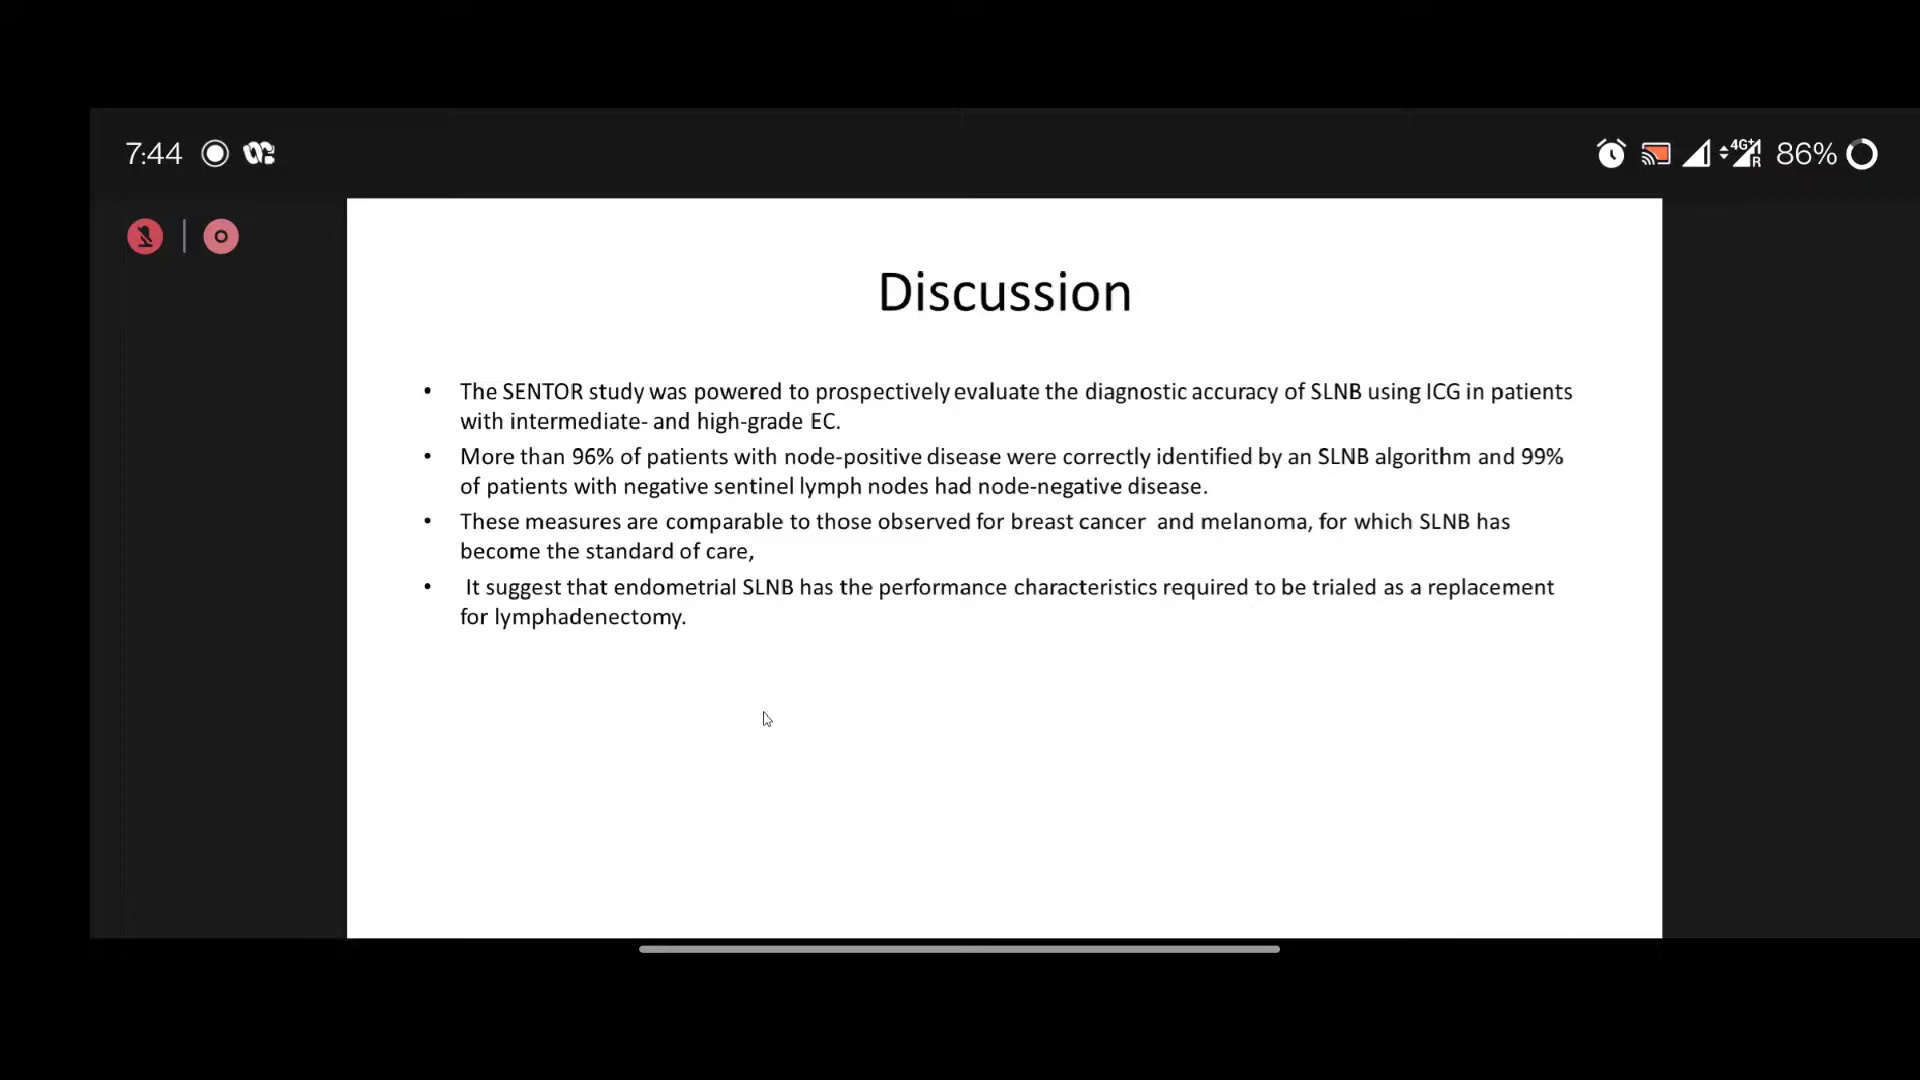 7:44
4G+
R
86%
Discussion
• The SENTOR study was powered to prospectively evaluate the diagnostic accuracy of SLNB using ICG in patients
with intermediate- and high-grade EC.
• More than 96% of patients with node-positive disease were correctly identified by an SLNB algorithm and 99%
of patients with negative sentinel lymph nodes had node-negative disease.
• These measures are comparable to those observed for breast cancer and melanoma, for which SLNB has
become the standard of care,
• It suggest that endometrial SLNB has the performance characteristics required to be trialed as a replacement
for lymphadenectomy.